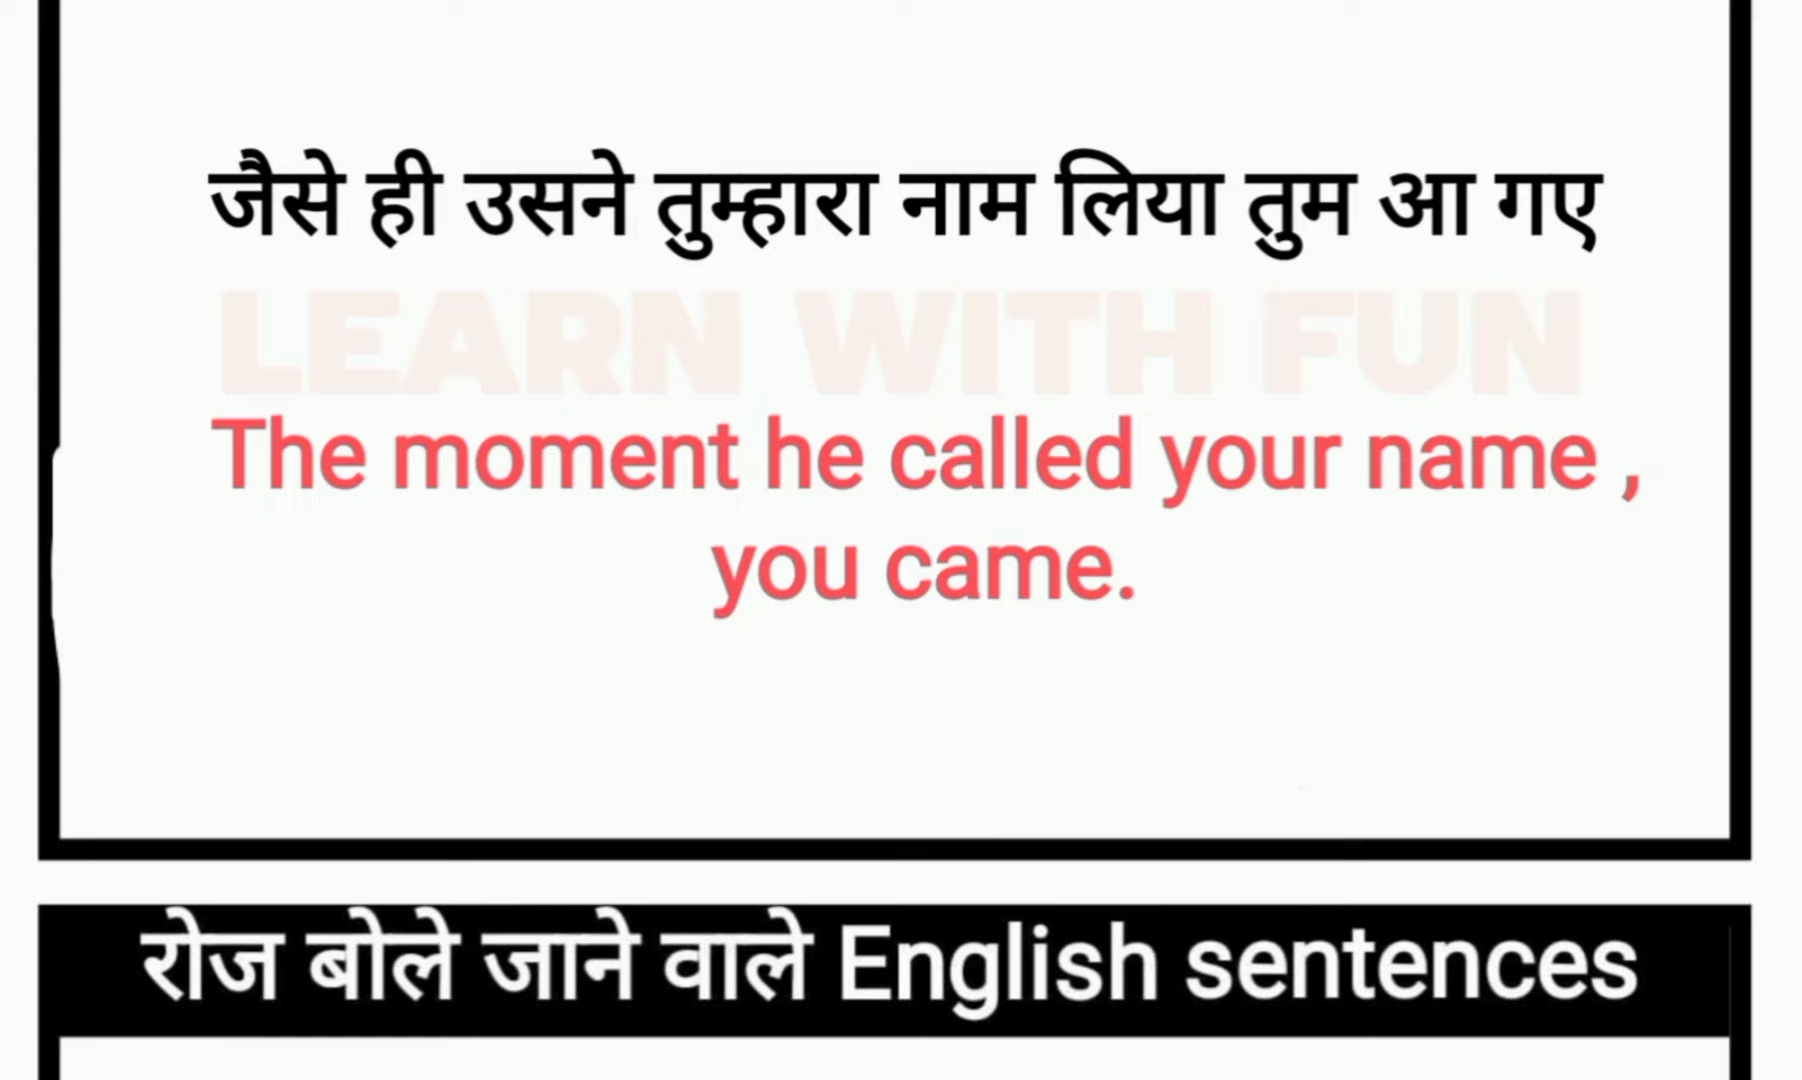 जैसे ही उसने तुम्हारा नाम लिया तुम आ गए
LEARN WITH FUN
The moment he called your name ,
you came.
रोज बोले जाने वाले English sentences